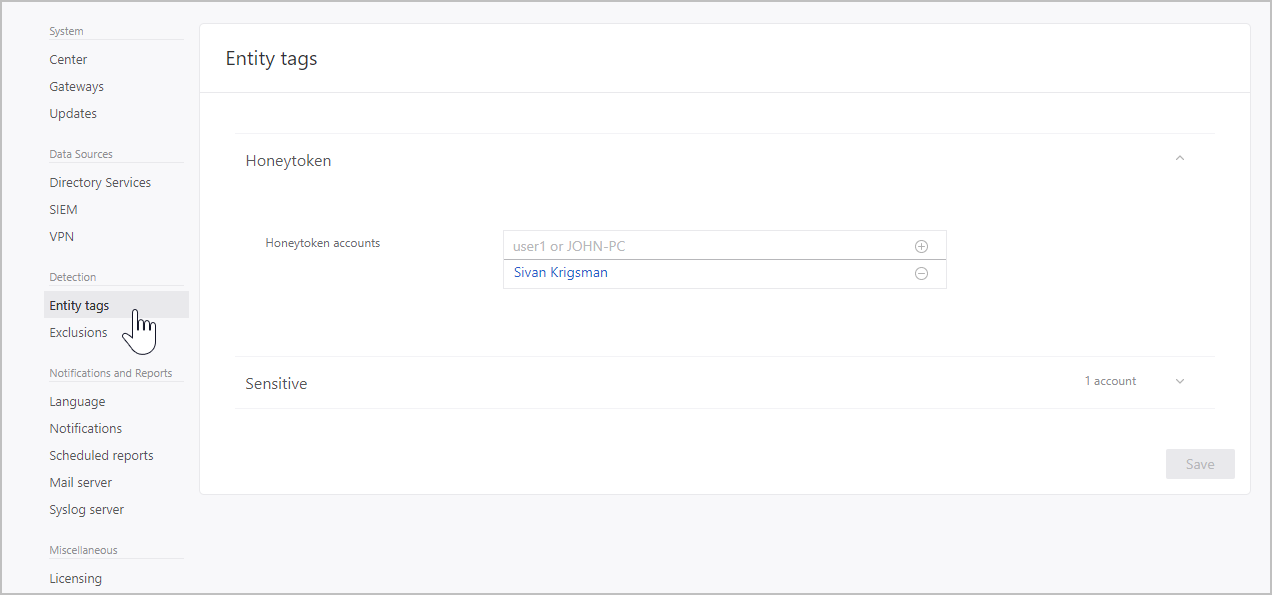 System
Center
Gateways
Updates
Data Sources
Directory Services
SIEM
VPN
Detection
Entity tags
Exclusions
Notifications and Reports
Language
Notifications
Scheduled reports
Mail server
Syslog server
Miscellaneous
Licensing
Entity tags
Honeytoken
Honeytoken accounts
user1 or JOHN-PC
Sivan Krigsman
Sensitive
1 account
Save